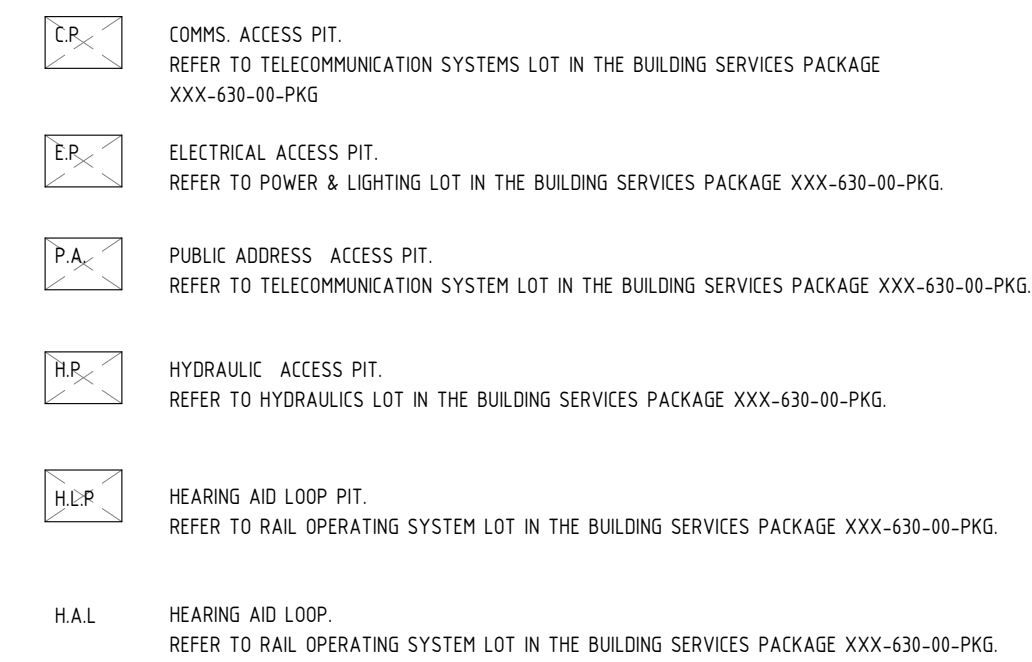 C.P
COMMS. ACCESS PIT.
REFER TO TELECOMMUNICATION SYSTEMS LOT IN THE BUILDING SERVICES PACKAGE
XXX-630-00-PKG
E.P
ELECTRICAL ACCESS PIT.
REFER TO POWER & LIGHTING LOT IN THE BUILDING SERVICES PACKAGE XXX-630-00-PKG.
P.A.
PUBLIC ADDRESS ACCESS PIT.
REFER TO TELECOMMUNICATION SYSTEM LOT IN THE BUILDING SERVICES PACKAGE XXX-630-00-PKG.
H.P
HYDRAULIC ACCESS PIT.
REFER TO HYDRAULICS LOT IN THE BUILDING SERVICES PACKAGE XXX-630-00-PKG.
H.L.P
HEARING AID LOOP PIT.
REFER TO RAIL OPERATING SYSTEM LOT IN THE BUILDING SERVICES PACKAGE XXX-630-00-PKG.
H.A.L
HEARING AID LOOP.
REFER TO RAIL OPERATING SYSTEM LOT IN THE BUILDING SERVICES PACKAGE XXX-630-00-PKG.